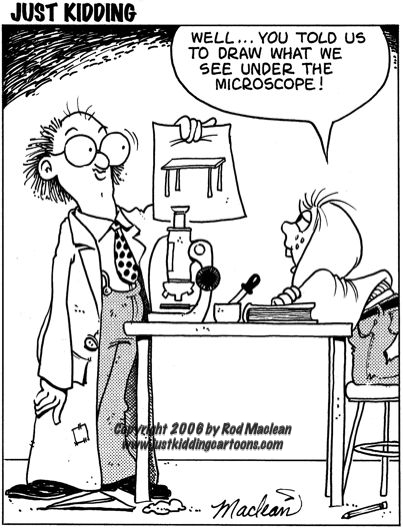 JUST KIDDING
WELL...YOU TOLD US
TO DRAW WHAT WE
SEE UNDER THE
MICROSCOPE!
Copyright 2006 by Rod Maclean
www.justkiddingcartoons.com
Maclean